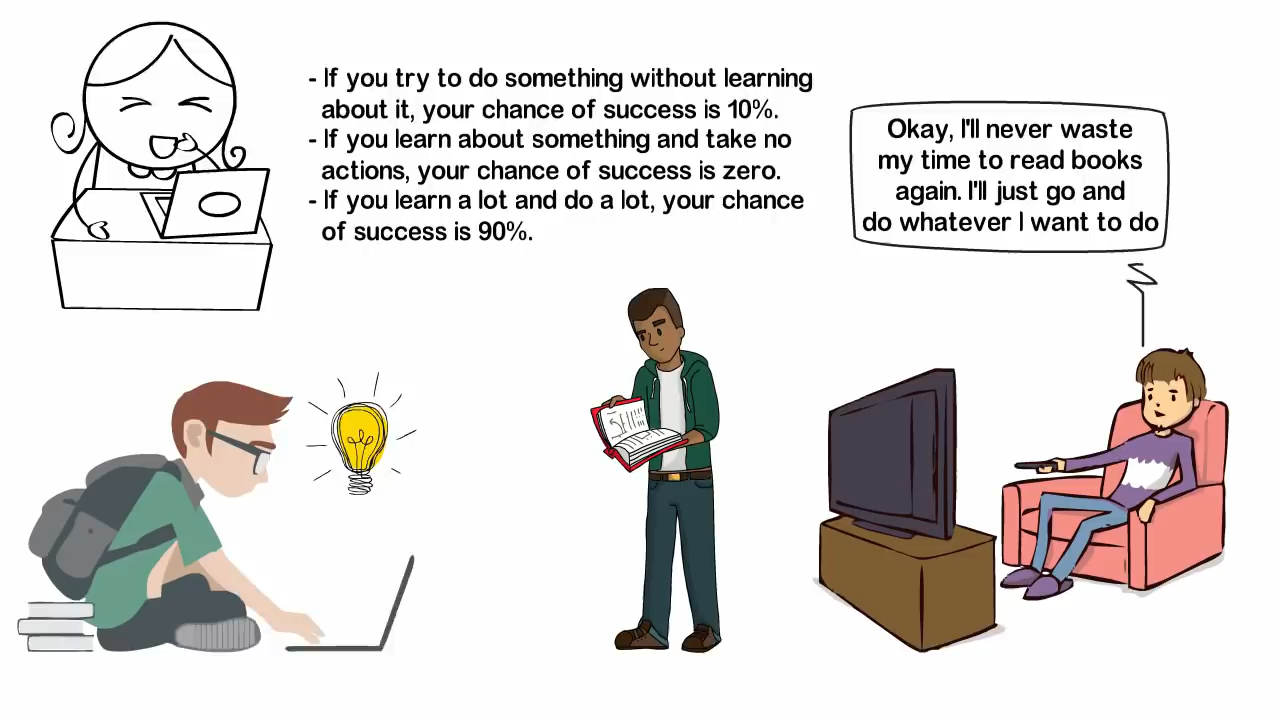 - If you try to do something without learning
about it, your chance of success is 10%.
- If you learn about something and take no
actions, your chance of success is zero.
- If you learn a lot and do a lot, your chance
of success is 90%.
Okay, I'll never waste
my time to read books
again. I'll just go and
do whatever I want to do